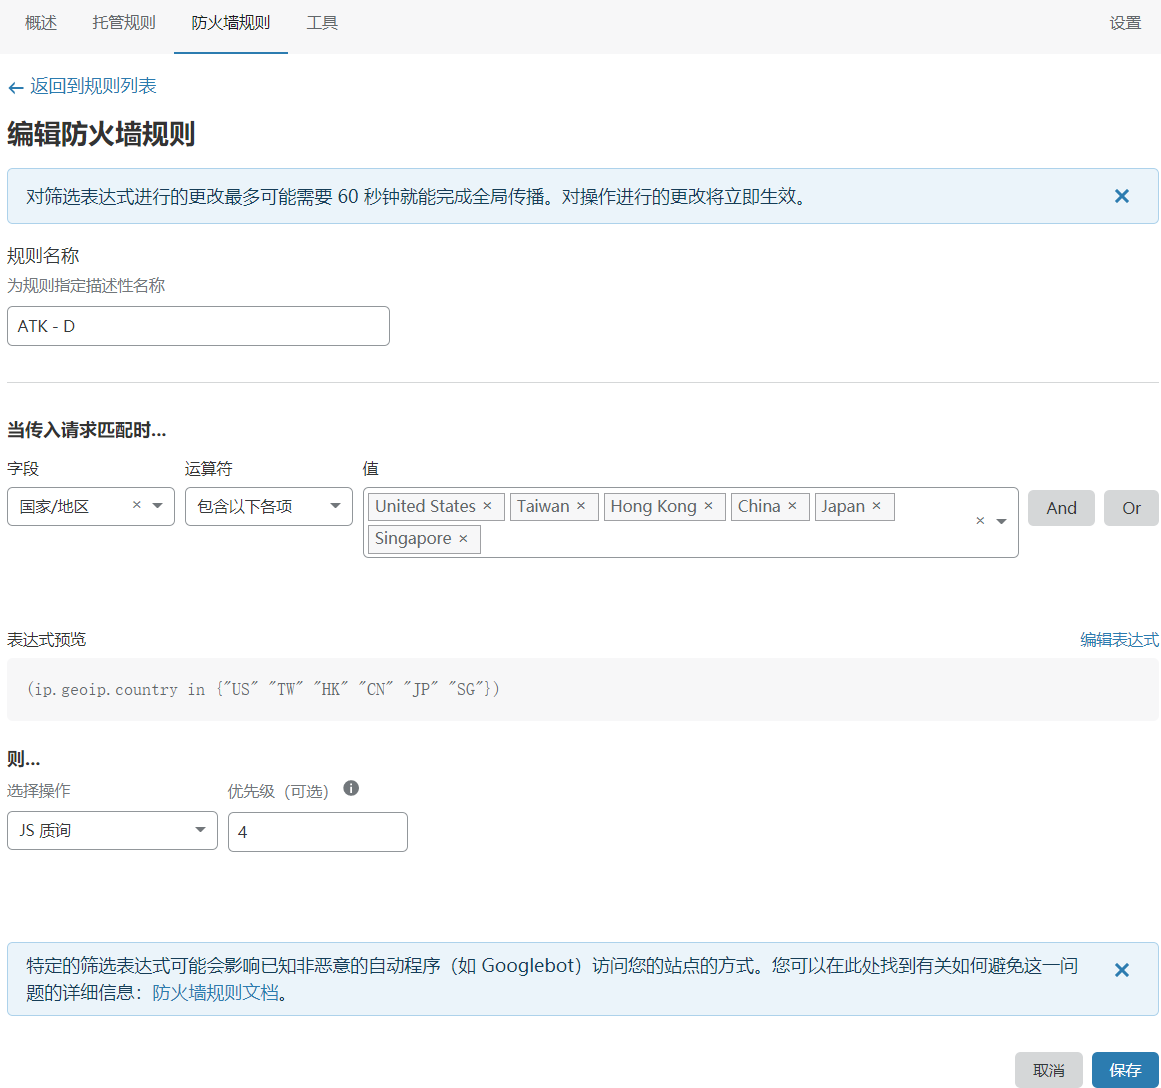 概述 托管规则 防火墙规则 工具 设置
← 返回到规则列表
编辑防火墙规则
对筛选表达式进行的更改最多可能需要 60 秒钟就能完成全局传播。对操作进行的更改将立即生效。 ×
规则名称
为规则指定描述性名称
ATK - D
当传入请求匹配时...
字段 运算符 值
国家/地区 × 包含以下各项 United States × Taiwan × Hong Kong × China × Japan × × And Or
Singapore ×
表达式预览 编辑表达式
(ip.geoip.country in {"US" "TW" "HK" "CN" "JP" "SG"})
则...
选择操作 优先级（可选） i
JS 质询 4
特定的筛选表达式可能会影响已知非恶意的自动程序（如 Googlebot）访问您的站点的方式。您可以在此处找到有关如何避免这一问 ×
题的详细信息：防火墙规则文档。
取消 保存